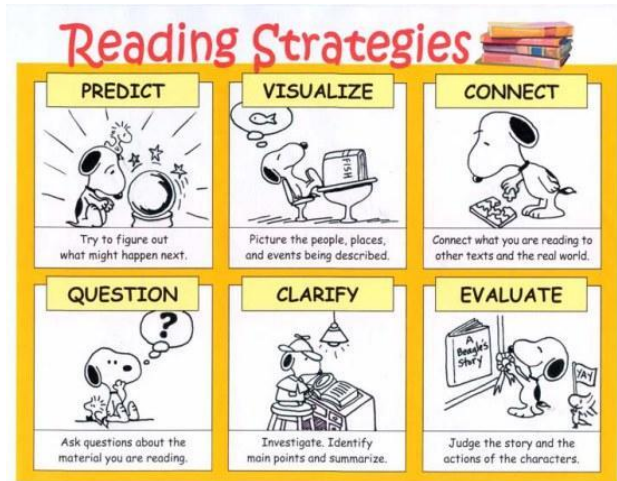 Reading Strategies
PREDICT
Try to figure out
what might happen next.
VISUALIZE
FISH
Picture the people, places,
and events being described.
CONNECT
Connect what you are reading to
other texts and the real world.
QUESTION
?
Ask questions about the
material you are reading.
CLARIFY
Investigate. Identify
main points and summarize.
EVALUATE
A
Beagle's
Story
YAY
Judge the story and the
actions of the characters.